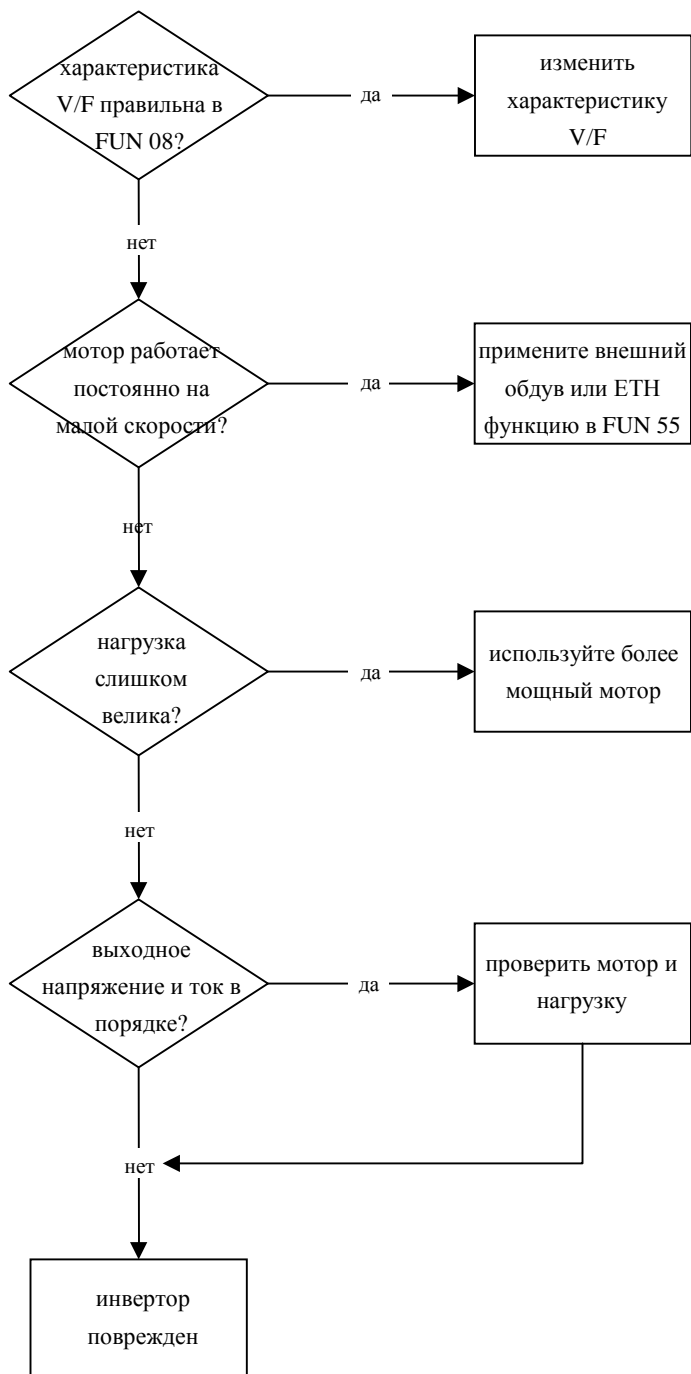 характеристика
V/F правильна в
FUN 08?
да
изменить
характеристику
V/F
нет
мотор работает
постоянно на
малой скорости?
да
примените внешний
обдув или ETH
функцию в FUN 55
нет
нагрузка
слишком
велика?
да
используйте более
мощный мотор
нет
выходное
напряжение и ток в
порядке?
да
проверить мотор и
нагрузку
нет
инвертор
поврежден